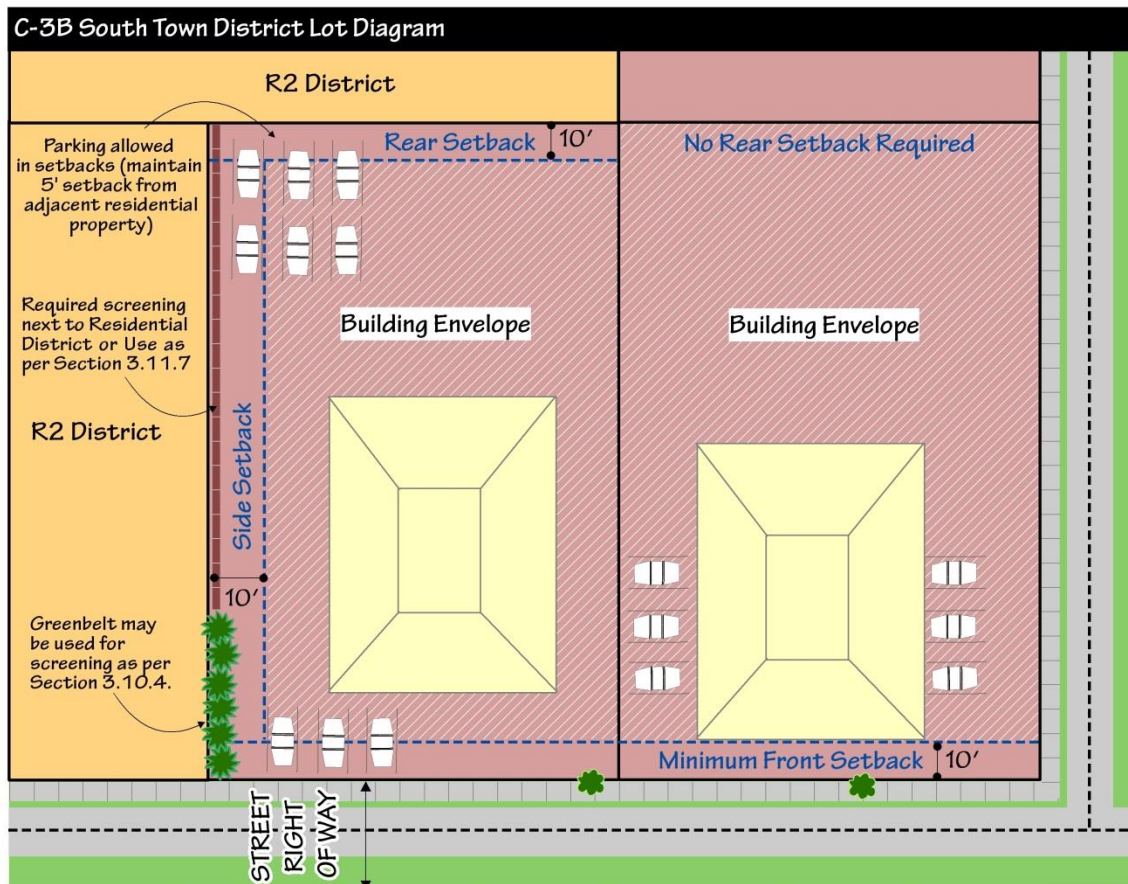 C-3B South Town District Lot Diagram
R2 District
Parking allowed
in setbacks (maintain
5' setback from
adjacent residential
property)
Rear Setback
10'
No Rear Setback Required
Required screening
next to Residential
District or Use as
per Section 3.11.7
Building Envelope
Building Envelope
R2 District
Side Setback
10'
Greenbelt may
be used for
screening as per
Section 3.10.4.
Minimum Front Setback
10'
STREET
RIGHT
OF WAY